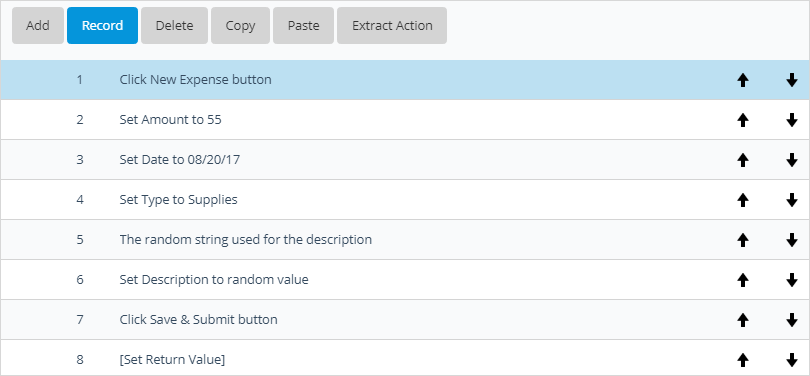 Add Record Delete Copy Paste Extract Action
1 Click New Expense button
2 Set Amount to 55
3 Set Date to 08/20/17
4 Set Type to Supplies
5 The random string used for the description
6 Set Description to random value
7 Click Save & Submit button
8 [Set Return Value]